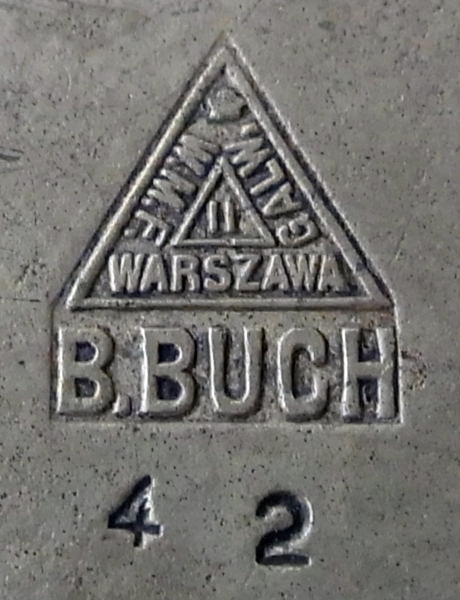 W.M.F.
GALW.
II
WARSZAWA
B.BUCH
4 2